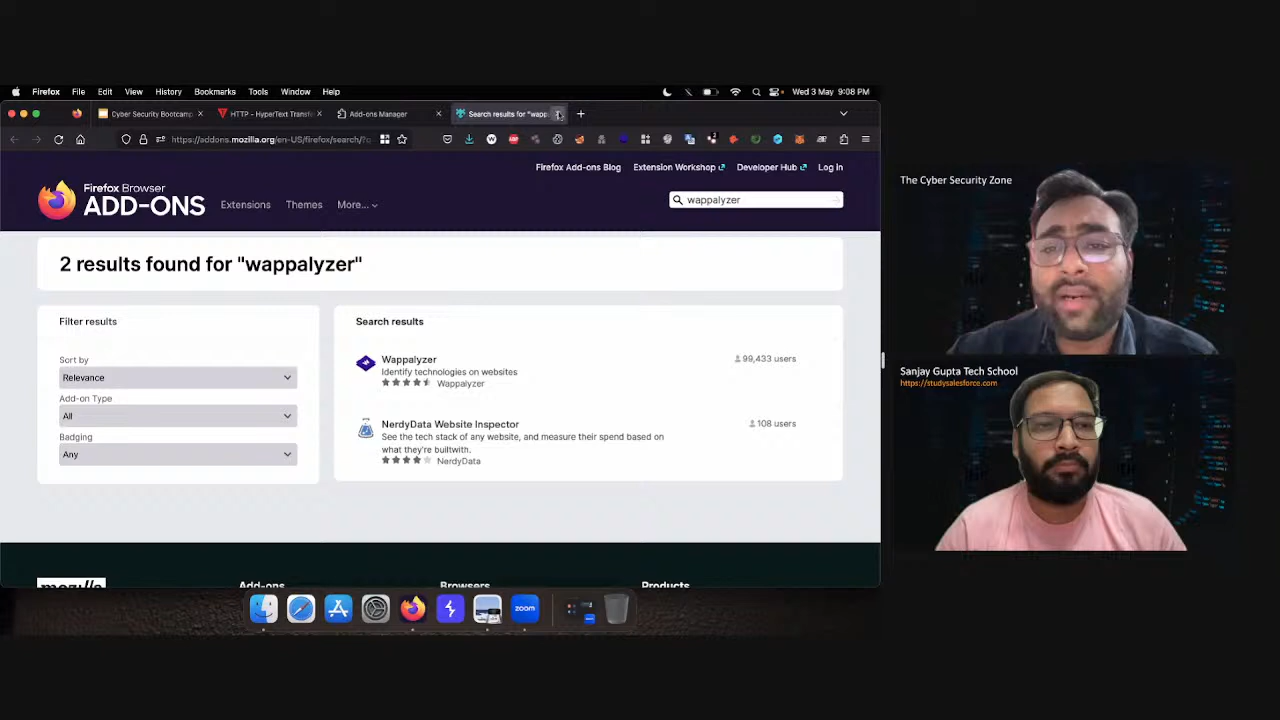 Firefox File Edit View History Bookmarks Tools Window Help Wed 3 May 9:08 PM
Cyber Security Bootcamp HTTP - HyperText Transfe Add-ons Manager Search results for "wapp
https://addons.mozilla.org/en-US/firefox/search/?
Firefox Add-ons Blog Extension Workshop Developer Hub Log In
Firefox Browser
ADD-ONS Extensions Themes More... wappalyzer
2 results found for "wappalyzer"
Filter results
Sort by
Relevance
Add-on Type
All
Badging
Any
Search results
Wappalyzer 99,433 users
Identify technologies on websites
Wappalyzer
NerdyData Website Inspector 108 users
See the tech stack of any website, and measure their spend based on
what they're builtwith.
NerdyData
mozilla Add-ons Browsers Products
zoom
The Cyber Security Zone
Sanjay Gupta Tech School
https://studysalesforce.com